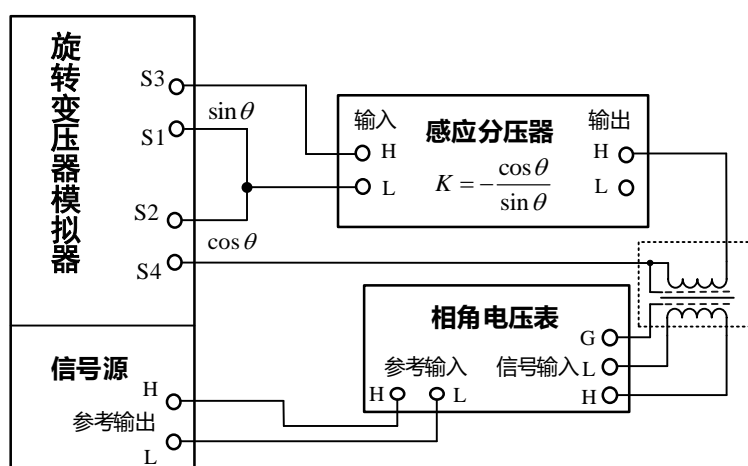 旋转变压器模拟器
S3
sinθ
S1
S2
cosθ
S4
信号源
H
参考输出
L
输入
感应分压器
输出
H
H
L
K = -cosθ/sinθ
L
相角电压表
G
参考输入
信号输入
L
H
L
H